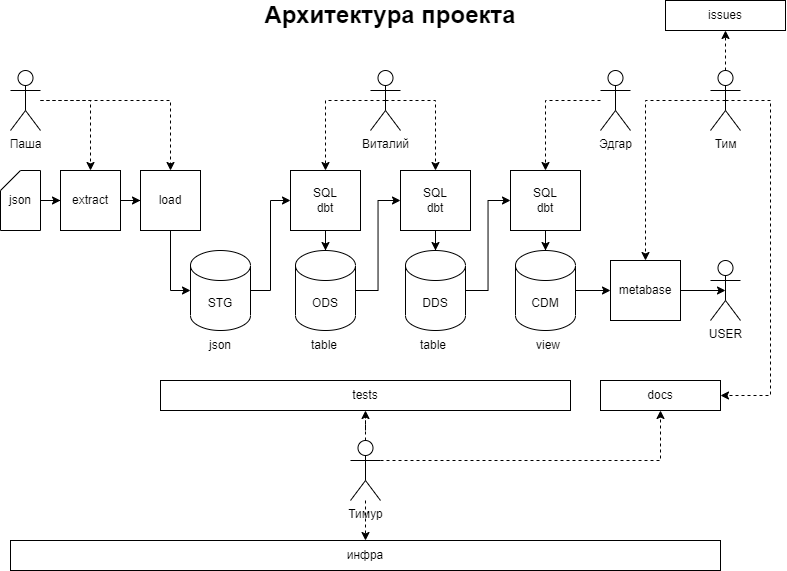 Архитектура проекта
issues
Паша
Виталий
Эдгар
Тим
json
extract
load
SQL
dbt
SQL
dbt
SQL
dbt
STG
ODS
DDS
CDM
metabase
USER
json
table
table
view
tests
docs
Тимур
инфра